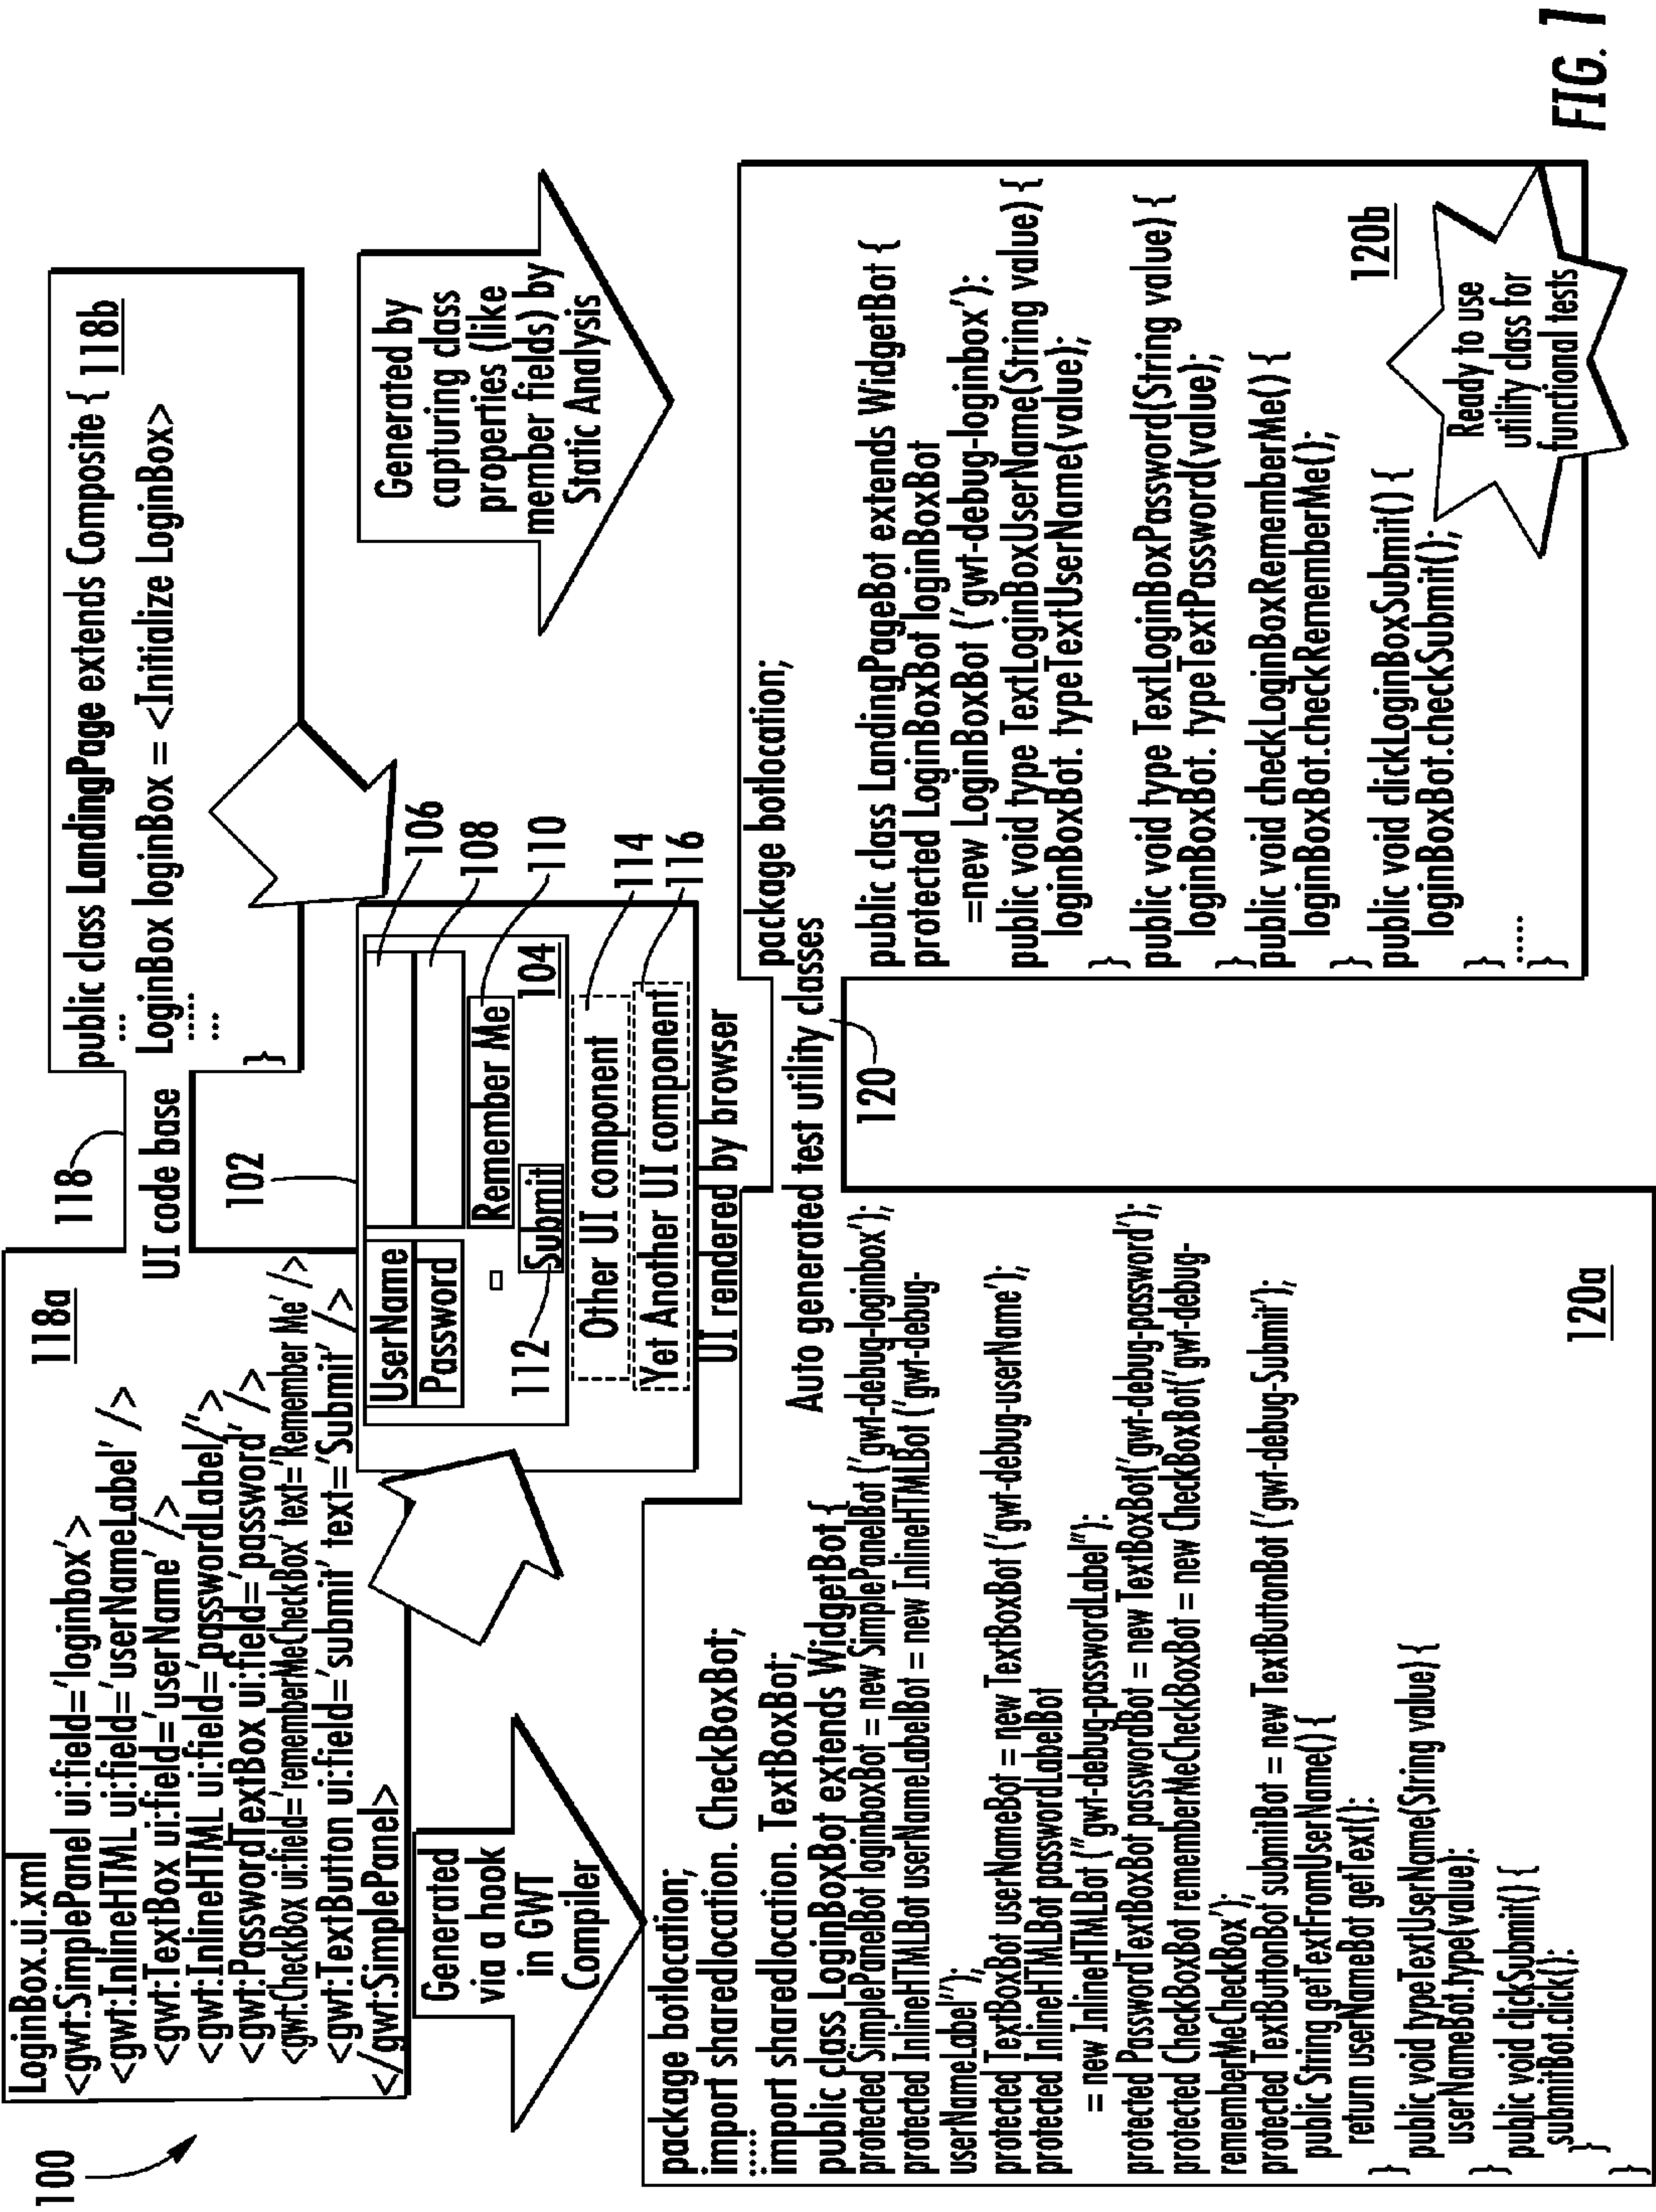 100
LoginBox.ui.xml
<gwt:SimplePanel ui:field='loginbox'>
<gwt:InlineHTML ui:field='userNameLabel' />
<gwt:TextBox ui:field='userName' />
<gwt:InlineHTML ui:field='passwordLabel'/'>
<gwt:PasswordTextBox ui:field='password' />
<gwt:CheckBox ui:field='rememberMeCheckBox' text='Remember Me' />
<gwt:TextButton ui:field='submit' text='Submit' />
</gwt:SimplePanel>
118a
118
UI code base
public class LandingPage extends Composite {
...
LoginBox loginBox = <Initialize LoginBox>
.....
...
}
118b
102
UserName
Password
Remember Me
Submit
104
Other UI component
Yet Another UI component
UI rendered by browser
106
108
110
112
114
116
Generated
via a hook
in GWT
Compiler
Generated by
capturing class
properties (like
member fields) by
Static Analysis
Auto generated test utility classes
120
package botlocation;
import sharedlocation. CheckBoxBot;
.....
import sharedlocation. TextBoxBot;
public class LoginBoxBot extends WidgetBot {
protected SimplePanelBot loginboxBot = new SimplePanelBot ('gwt-debug-loginbox');
protected InlineHTMLBot userNameLabelBot = new InlineHTMLBot ('gwt-debug-
userNameLabel");
protected TextBoxBot userNameBot = new TextBoxBot ('gwt-debug-userName');
protected InlineHTMLBot passwordLabelBot
= new InlineHTMLBot ("gwt-debug-passwordLabel"):
protected PasswordTextBoxBot passwordBot = new TextBoxBot('gwt-debug-password');
protected CheckBoxBot rememberMeCheckBoxBot = new CheckBoxBot('gwt-debug-
rememberMeCheckBox');
protected TextButtonBot submitBot = new TextButtonBot ('gwt-debug-Submit');
public String getTextFromUserName() {
return userNameBot getText():
}
public void typeTextUserName(String value) {
userNameBot.type(value):
}
public void clickSubmit() {
submitBot.click():
}
}
120a
package botlocation;
public class LandingPageBot extends WidgetBot {
protected LoginBoxBot loginBoxBot
=new LoginBoxBot ('gwt-debug-loginbox'):
public void type TextLoginBoxUserName(String value) {
loginBoxBot. typeTextUserName(value);
}
public void type TextLoginBoxPassword(String value) {
loginBoxBot. typeTextPassword(value);
}
public void checkLoginBoxRememberMe() {
loginBoxBot.checkRememberMe();
}
public void clickLoginBoxSubmit() {
loginBoxBot.checkSubmit();
}
.....
}
120b
Ready to use
utility class for
functional tests
FIG. 1